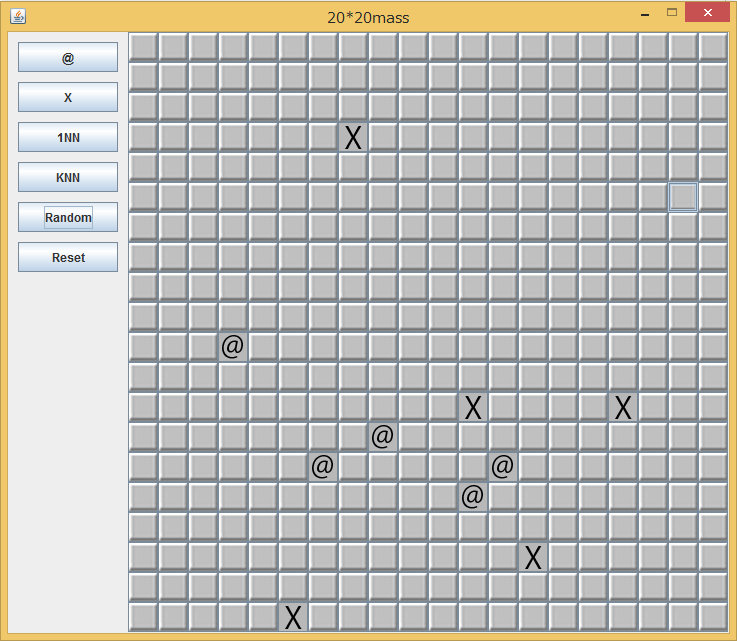 20*20mass
@
X
1NN
KNN
Random
Reset
X
@
X X
@
@ @
@
X
X